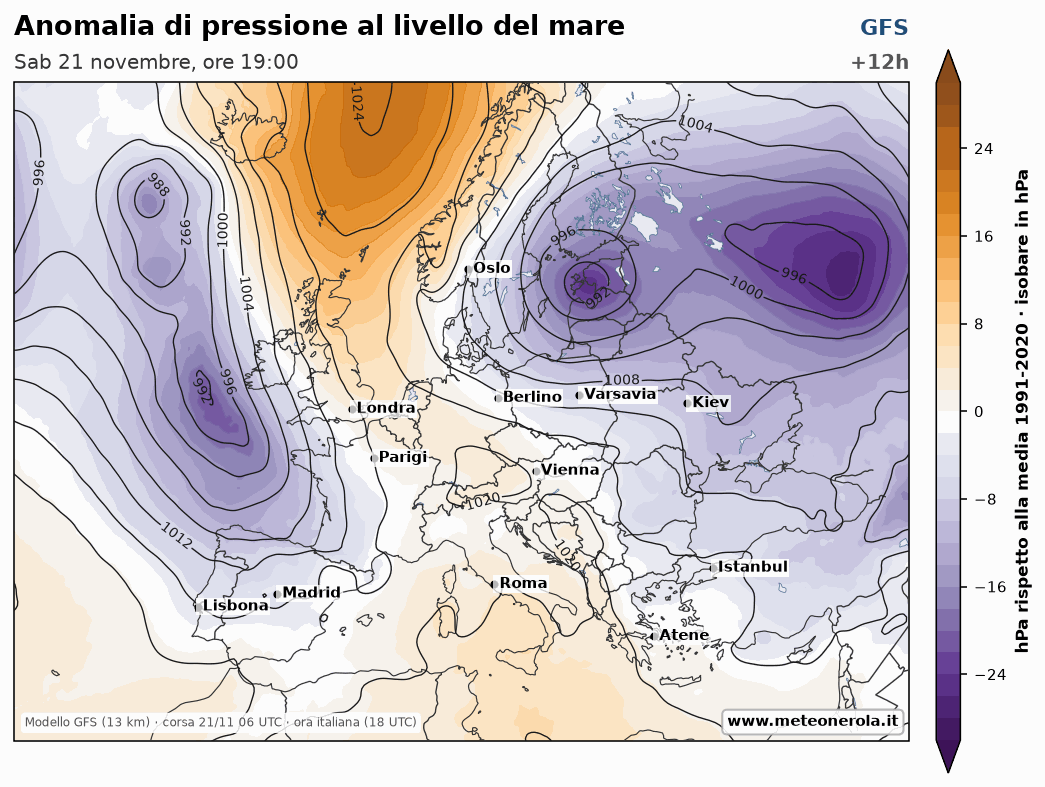 Anomalia di pressione al livello del mare
GFS
Sab 21 novembre, ore 19:00
+12h
1024
1004
996
988
992
1000
996
Oslo
996
1000
992
1004
1008
992
996
Londra
Berlino
Varsavia
Kiev
Parigi
Vienna
1020
1012
Istanbul
Madrid
Roma
Lisbona
Atene
Modello GFS (13 km) · corsa 21/11 06 UTC · ora italiana (18 UTC)
www.meteonerola.it
24
16
8
0
−8
−16
−24
hPa rispetto alla media 1991-2020 · isobare in hPa